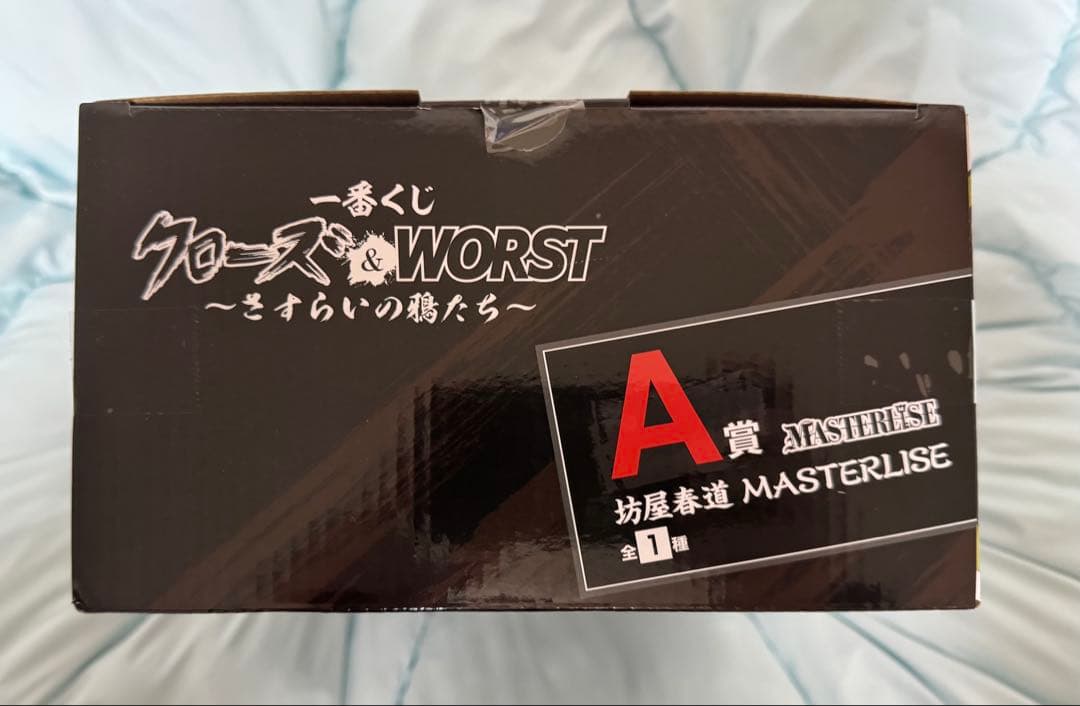 一番くじ
クローズ&WORST
～さすらいの鴉たち～
A賞 MASTERLISE
坊屋春道 MASTERLISE
全1種